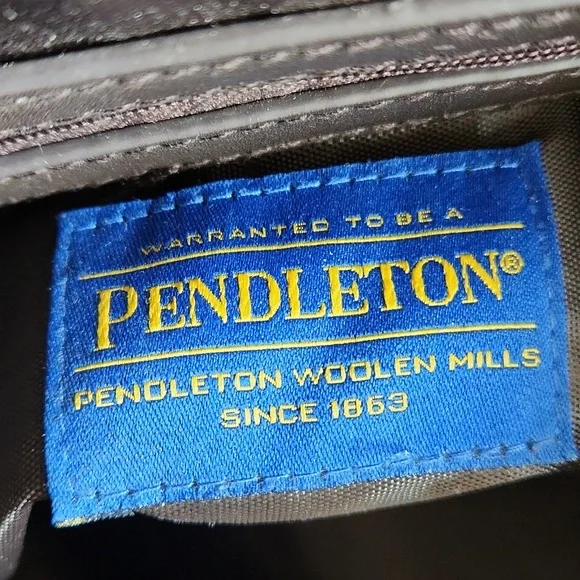 WARRANTED TO BE A
PENDLETON®
PENDLETON WOOLEN MILLS
SINCE 1863